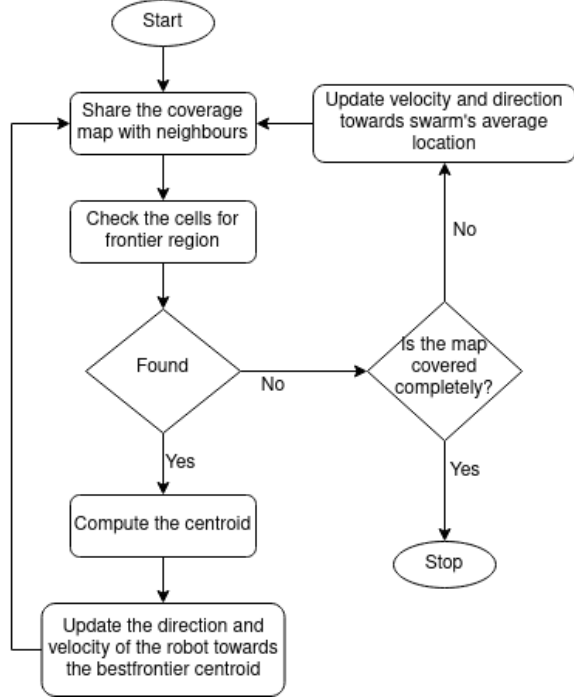 Start
Share the coverage
map with neighbours
Update velocity and direction
towards swarm's average
location
Check the cells for
frontier region
No
Found
Is the map
covered
completely?
No
Yes
Yes
Compute the centroid
Stop
Update the direction and
velocity of the robot towards
the bestfrontier centroid